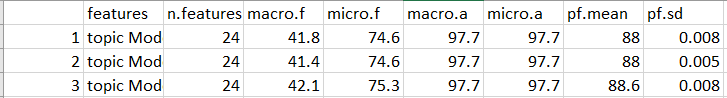 features n.features macro.f micro.f macro.a micro.a pf.mean pf.sd
1 topic Mod 24 41.8 74.6 97.7 97.7 88 0.008
2 topic Mod 24 41.4 74.6 97.7 97.7 88 0.005
3 topic Mod 24 42.1 75.3 97.7 97.7 88.6 0.008